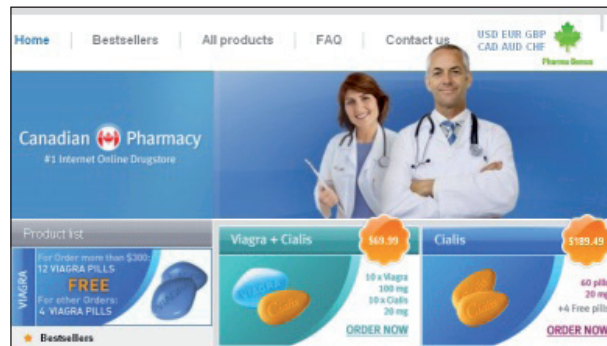 Home
Bestsellers
All products
FAQ
Contact us
USD EUR GBP
CAD AUD CHF
Canadian Pharmacy
#1 Internet Online Drugstore
Product list
VIAGRA
For Order more than $300:
12 VIAGRA PILLS
FREE
For other Orders:
4 VIAGRA PILLS
Bestsellers
Viagra + Cialis
$69.99
10 x Viagra
100 mg
10 x Cialis
20 mg
ORDER NOW
Cialis
$189.49
60 pills
20 mg
+4 Free pills
ORDER NOW